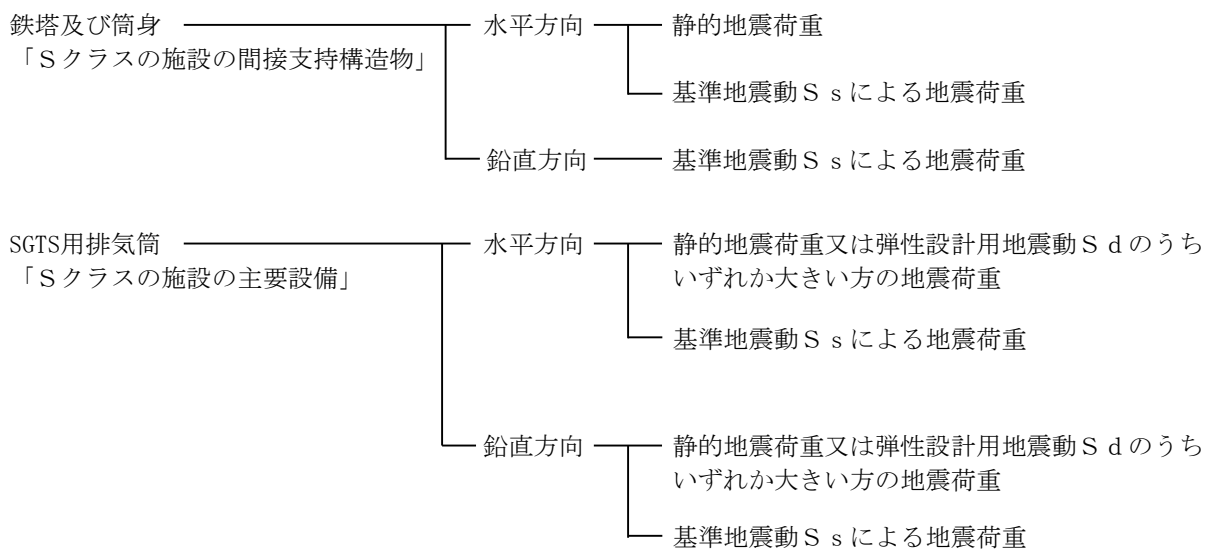 鉄塔及び筒身
水平方向
静的地震荷重
「Ｓクラスの施設の間接支持構造物」
基準地震動Ｓｓによる地震荷重
鉛直方向
基準地震動Ｓｓによる地震荷重
SGTS用排気筒
水平方向
静的地震荷重又は弾性設計用地震動Ｓｄのうち
「Ｓクラスの施設の主要設備」
いずれか大きい方の地震荷重
基準地震動Ｓｓによる地震荷重
鉛直方向
静的地震荷重又は弾性設計用地震動Ｓｄのうち
いずれか大きい方の地震荷重
基準地震動Ｓｓによる地震荷重